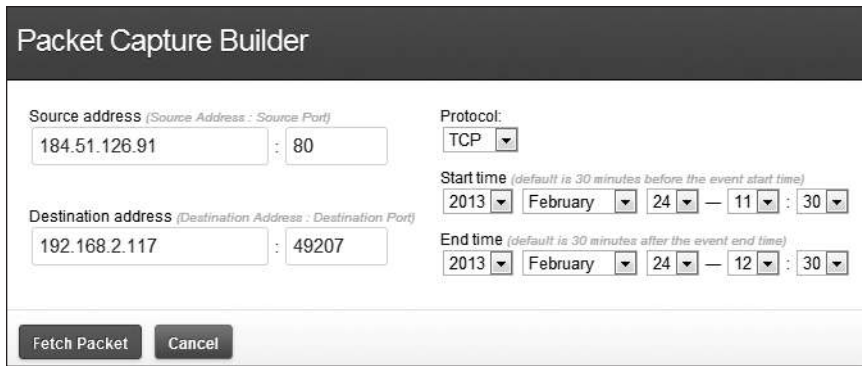 Packet Capture Builder
Source address (Source Address : Source Port)
184.51.126.91 : 80
Destination address (Destination Address : Destination Port)
192.168.2.117 : 49207
Protocol:
TCP
Start time (default is 30 minutes before the event start time)
2013 February 24 — 11 : 30
End time (default is 30 minutes after the event end time)
2013 February 24 — 12 : 30
Fetch Packet Cancel